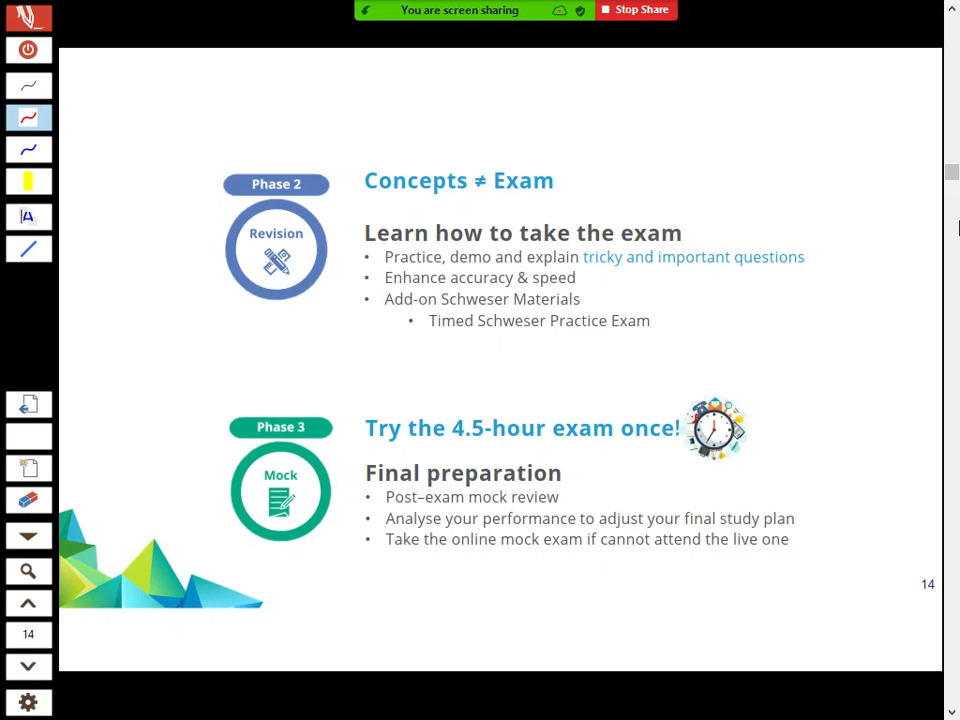 You are screen sharing
Stop Share
Phase 2
Revision
Concepts ≠ Exam
Learn how to take the exam
• Practice, demo and explain tricky and important questions
• Enhance accuracy & speed
• Add-on Schweser Materials
• Timed Schweser Practice Exam
Phase 3
Mock
Try the 4.5-hour exam once!
Final preparation
• Post–exam mock review
• Analyse your performance to adjust your final study plan
• Take the online mock exam if cannot attend the live one
14
A
14